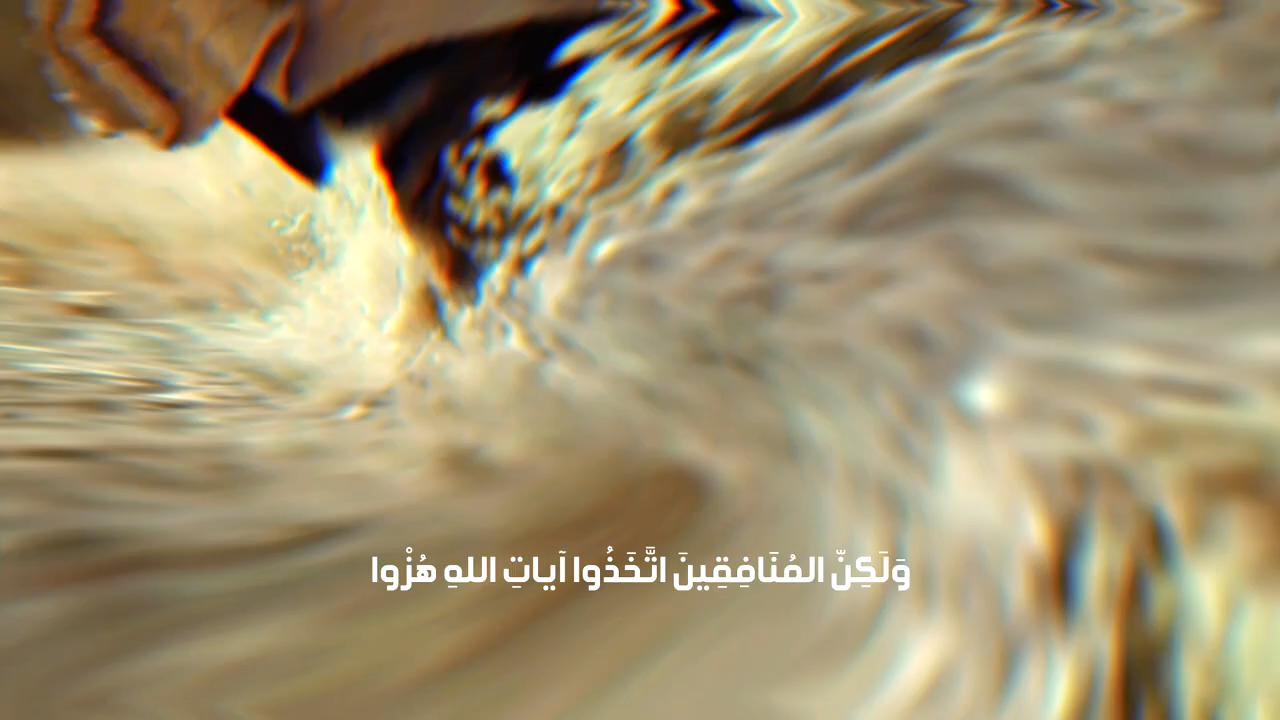 وَلَكِنّ المُنَافِقِينَ اتَّخَذُوا آياتِ اللهِ هُزْوا